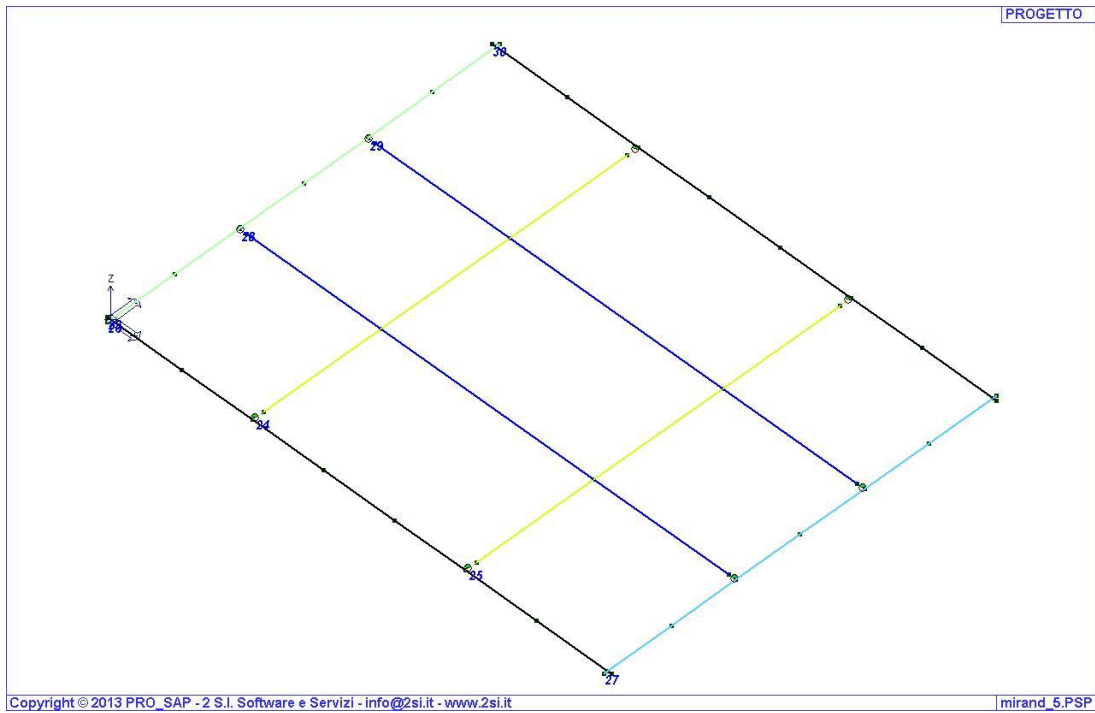 PROGETTO
30
29
28
Z
24
25
27
Copyright © 2013 PRO_SAP - 2 S.I. Software e Servizi - info@2si.it - www.2si.it
mirand_5.PSP